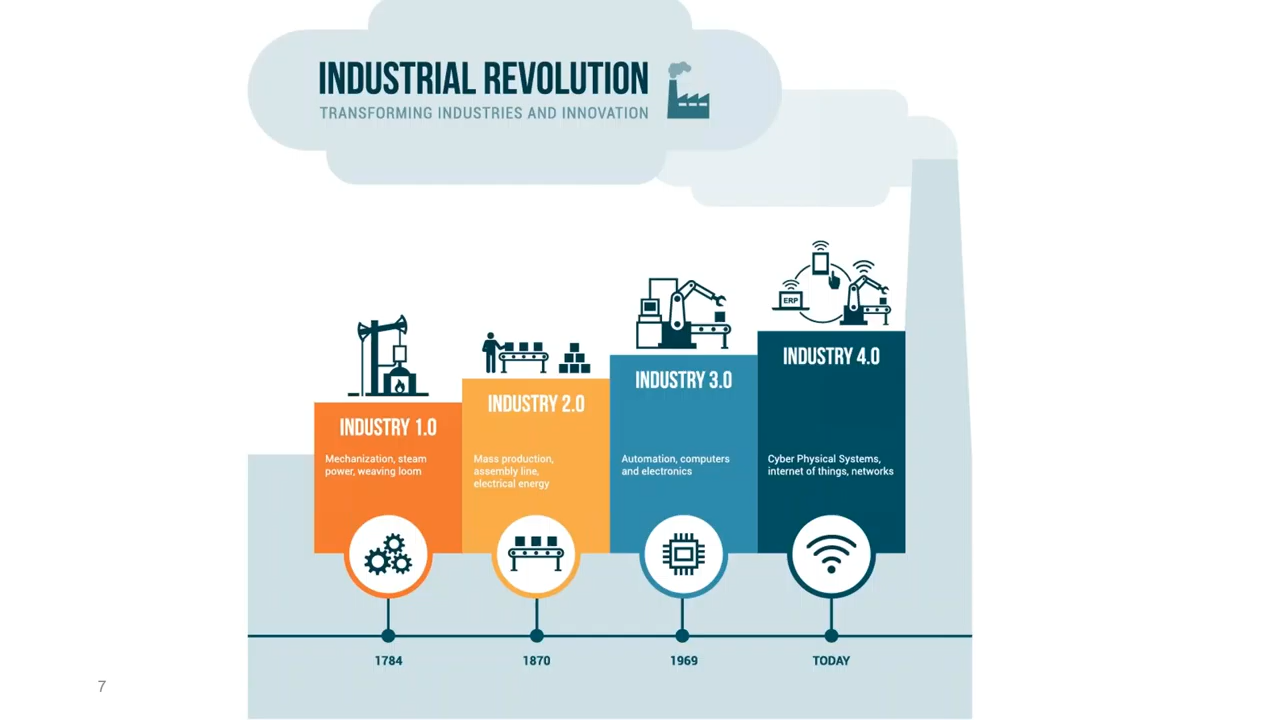 INDUSTRIAL REVOLUTION
TRANSFORMING INDUSTRIES AND INNOVATION
INDUSTRY 1.0
Mechanization, steam
power, weaving loom
1784
INDUSTRY 2.0
Mass production,
assembly line,
electrical energy
1870
INDUSTRY 3.0
Automation, computers
and electronics
1969
ERP
INDUSTRY 4.0
Cyber Physical Systems,
internet of things, networks
TODAY
7